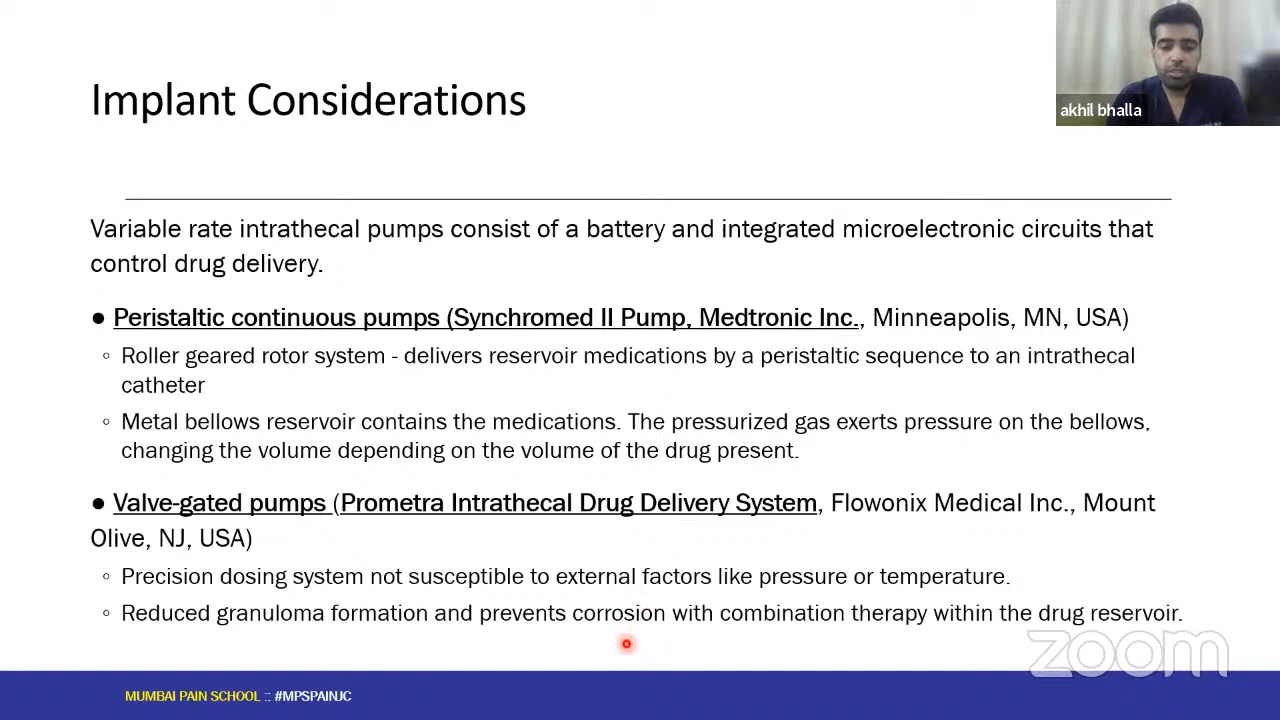 akhil bhalla
Implant Considerations
Variable rate intrathecal pumps consist of a battery and integrated microelectronic circuits that
control drug delivery.
● Peristaltic continuous pumps (Synchromed II Pump, Medtronic Inc., Minneapolis, MN, USA)
◦ Roller geared rotor system - delivers reservoir medications by a peristaltic sequence to an intrathecal
catheter
◦ Metal bellows reservoir contains the medications. The pressurized gas exerts pressure on the bellows,
changing the volume depending on the volume of the drug present.
● Valve-gated pumps (Prometra Intrathecal Drug Delivery System, Flowonix Medical Inc., Mount
Olive, NJ, USA)
◦ Precision dosing system not susceptible to external factors like pressure or temperature.
◦ Reduced granuloma formation and prevents corrosion with combination therapy within the drug reservoir.
zoom
MUMBAI PAIN SCHOOL :: #MPSPAINJC